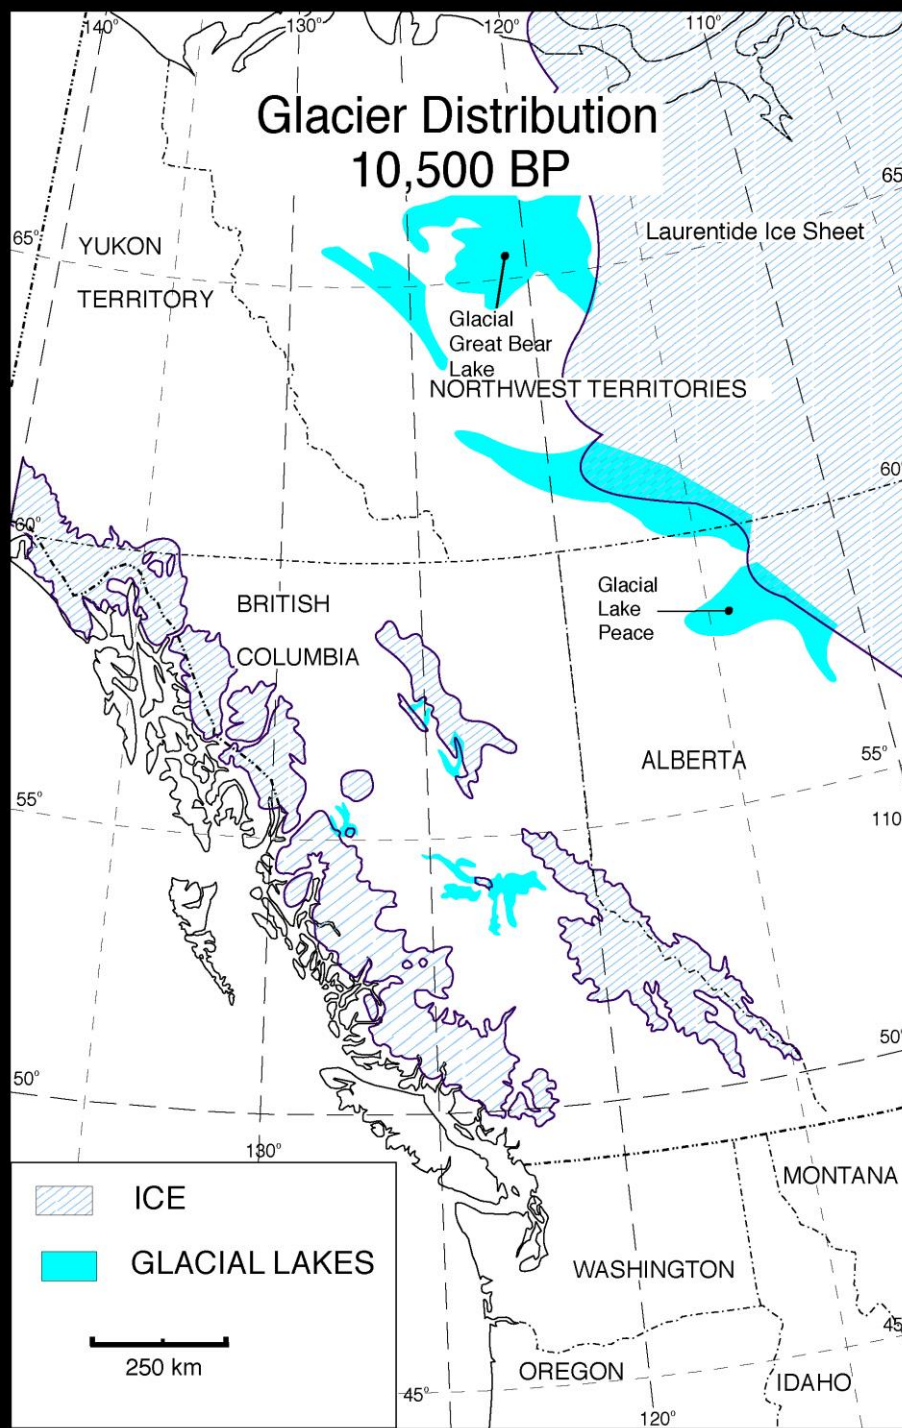 140°
130°
120°
110°
Glacier Distribution
10,500 BP
65°
Laurentide Ice Sheet
65°
YUKON
TERRITORY
Glacial
Great Bear
Lake
NORTHWEST TERRITORIES
60°
60°
Glacial
Lake
Peace
BRITISH
COLUMBIA
ALBERTA
55°
55°
110°
50°
50°
130°
MONTANA
ICE
GLACIAL LAKES
WASHINGTON
45°
250 km
OREGON
IDAHO
45°
120°